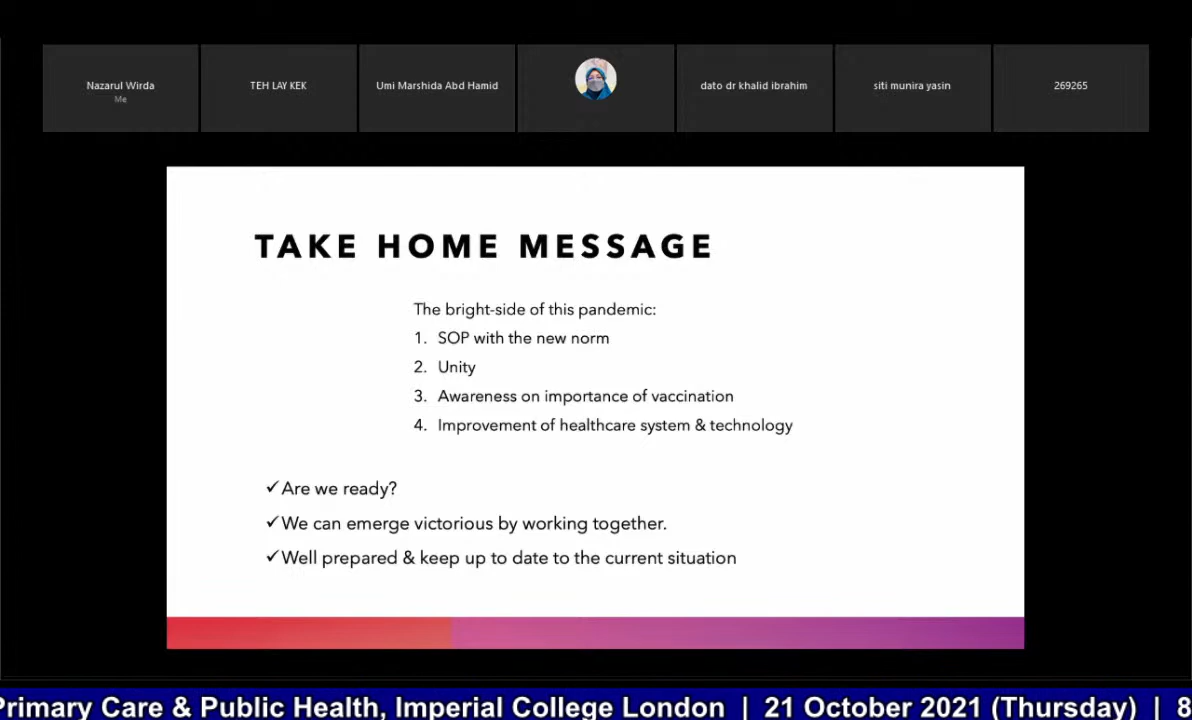 Nazarul Wirda
Me
TEH LAY KEK
Umi Marshida Abd Hamid
dato dr khalid ibrahim
siti munira yasin
269265
TAKE HOME MESSAGE
The bright-side of this pandemic:
1. SOP with the new norm
2. Unity
3. Awareness on importance of vaccination
4. Improvement of healthcare system & technology
✓Are we ready?
✓We can emerge victorious by working together.
✓Well prepared & keep up to date to the current situation
Primary Care & Public Health, Imperial College London | 21 October 2021 (Thursday) | 8